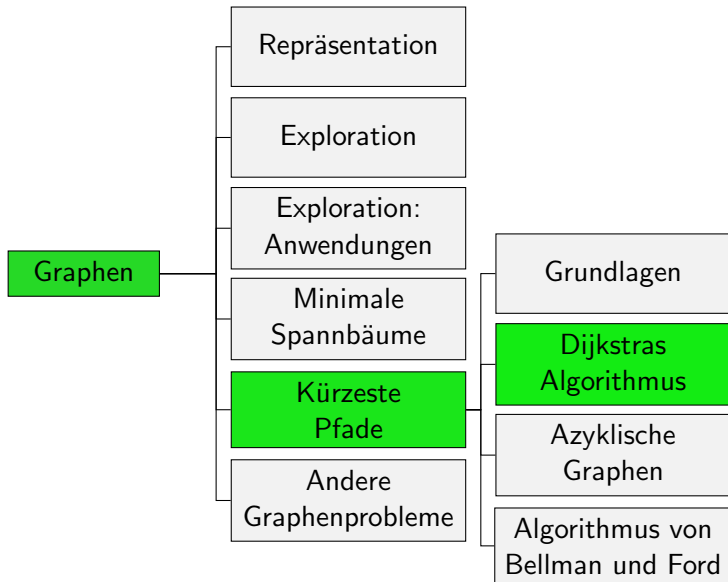 Graphen
Repräsentation
Exploration
Exploration:
Anwendungen
Minimale
Spannbäume
Kürzeste
Pfade
Andere
Graphenprobleme
Grundlagen
Dijkstras
Algorithmus
Azyklische
Graphen
Algorithmus von
Bellman und Ford